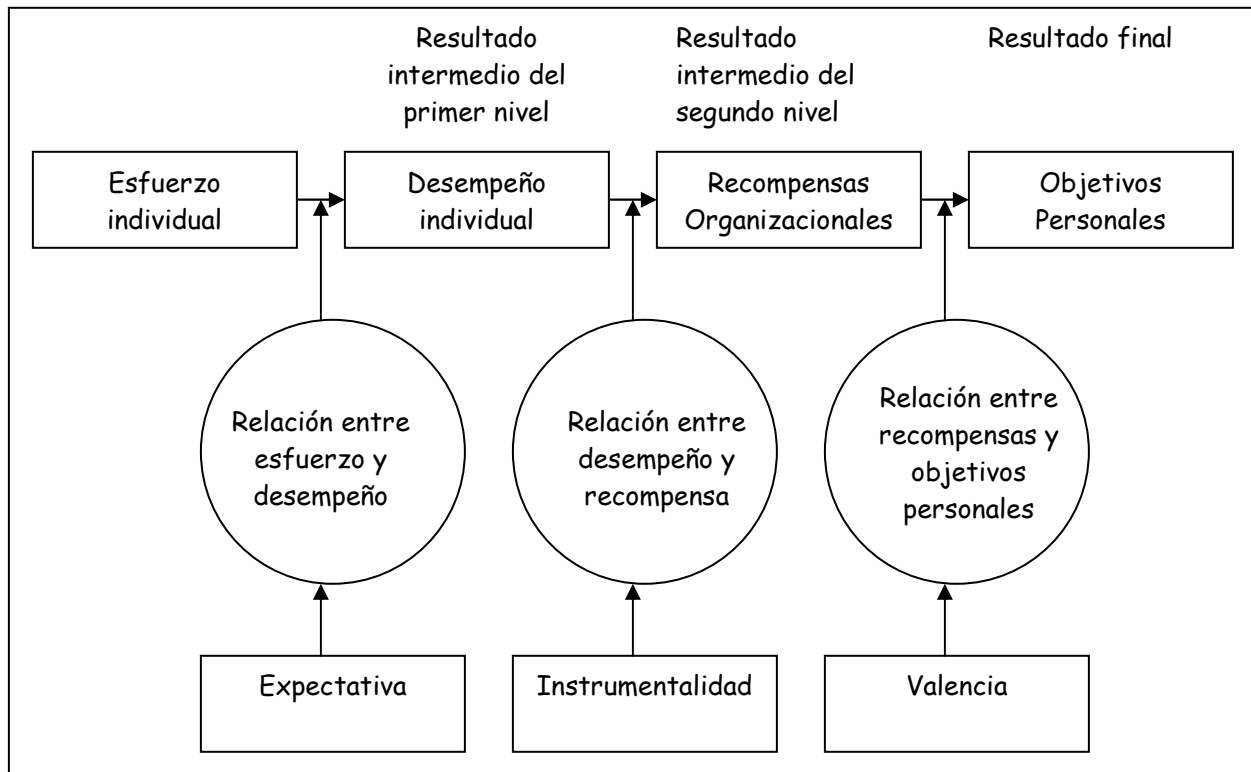 Resultado
intermedio del
primer nivel
Resultado
intermedio del
segundo nivel
Resultado final
Esfuerzo
individual
Desempeño
individual
Recompensas
Organizacionales
Objetivos
Personales
Relación entre
esfuerzo y
desempeño
Relación entre
desempeño y
recompensa
Relación entre
recompensas y
objetivos
personales
Expectativa
Instrumentalidad
Valencia